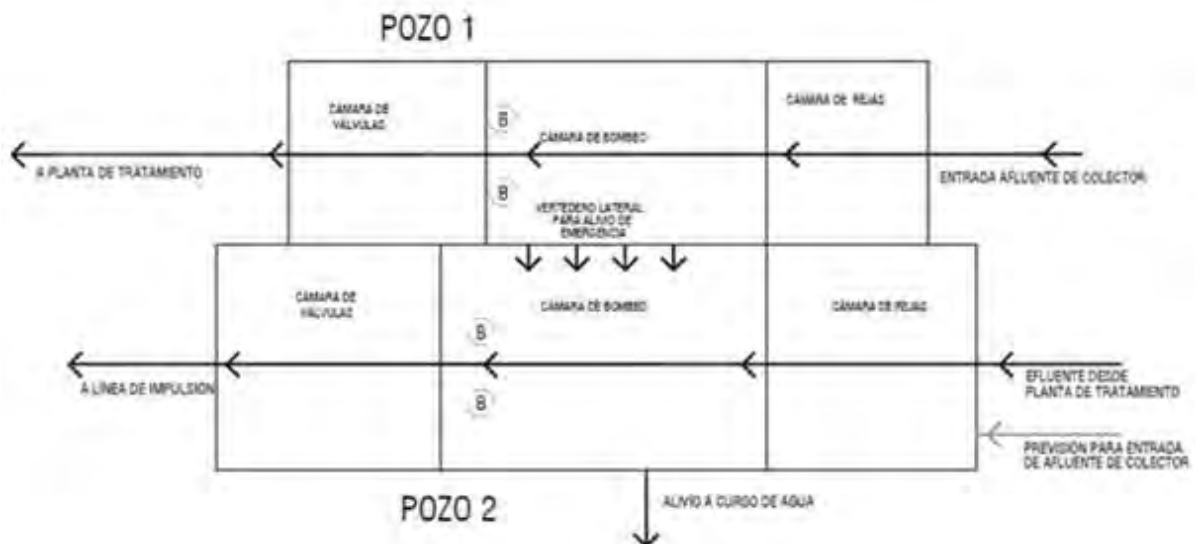 POZO 1
CÁMARA DE
VÁLVULAS
B
CÁMARA DE BOMBEO
CÁMARA DE REJAS
A PLANTA DE TRATAMIENTO
ENTRADA AFLUENTE DE COLECTOR
B
VERTEDERO LATERAL
PARA ALIVIO DE
EMERGENCIA
CÁMARA DE
VÁLVULAS
CÁMARA DE BOMBEO
CÁMARA DE REJAS
B
A LÍNEA DE IMPULSIÓN
B
EFLUENTE DESDE
PLANTA DE TRATAMIENTO
PREVISIÓN PARA ENTRADA
DE AFLUENTE DE COLECTOR
POZO 2
ALIVIO A CURSO DE AGUA